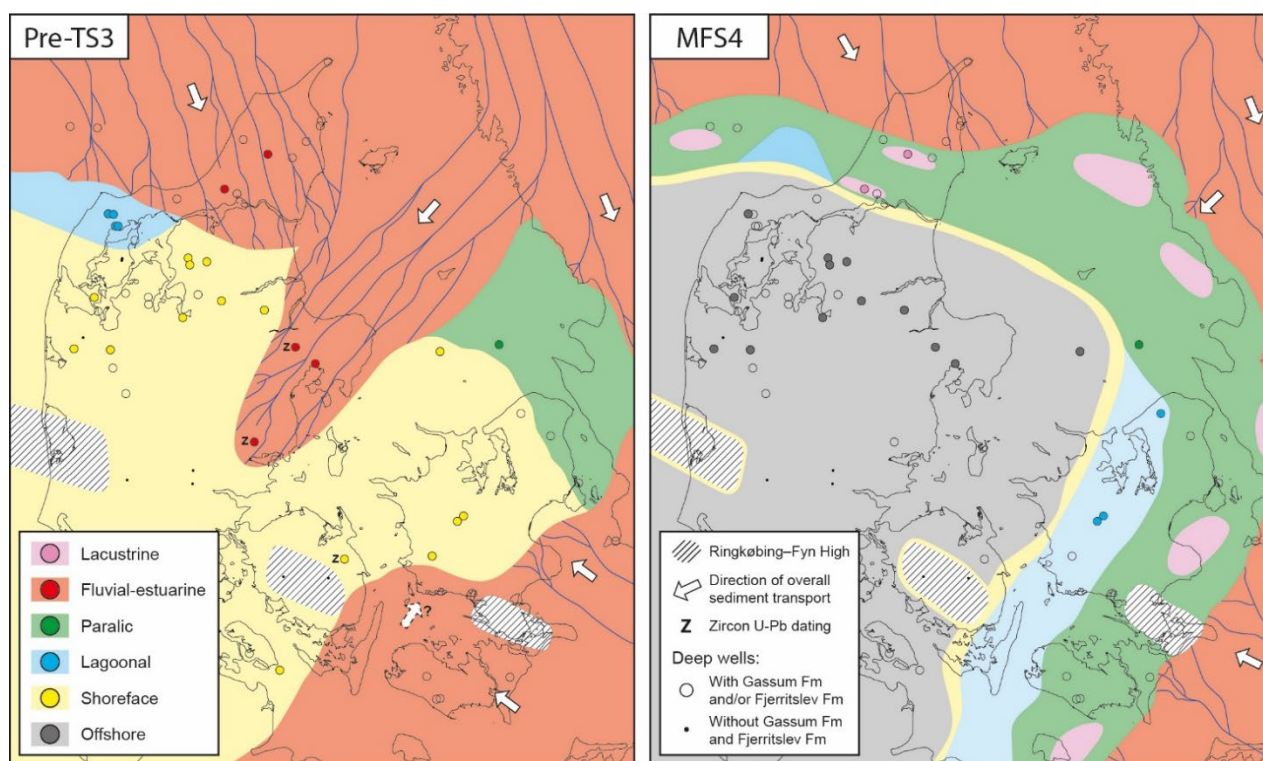 Pre-TS3
Z
Z
Z
?
Lacustrine
Fluvial-estuarine
Paralic
Lagoonal
Shoreface
Offshore
MFS4
Ringkøbing–Fyn High
Direction of overall
sediment transport
Z Zircon U-Pb dating
Deep wells:
With Gassum Fm
and/or Fjerritslev Fm
Without Gassum Fm
and Fjerritslev Fm